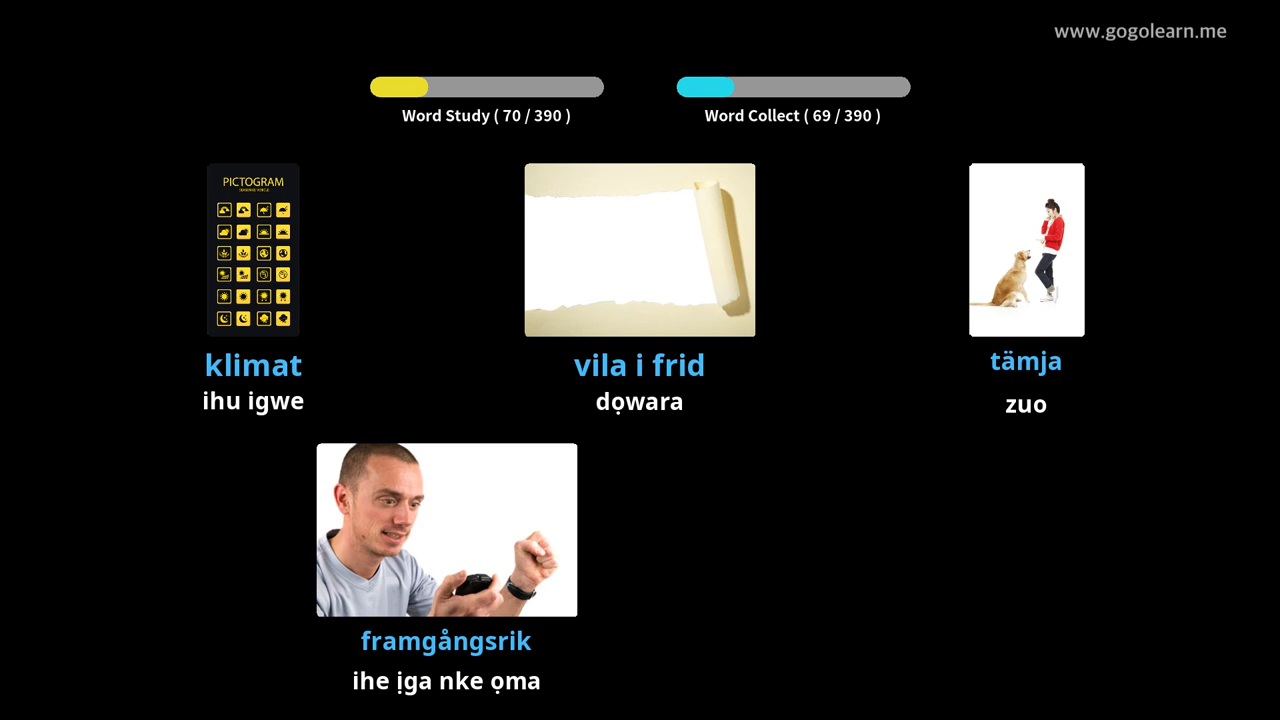 www.gogolearn.me
Word Study ( 70 / 390 )
Word Collect ( 69 / 390 )
PICTOGRAM
klimat
ihu igwe
vila i frid
dọwara
tämja
zuo
framgångsrik
ihe ịga nke ọma